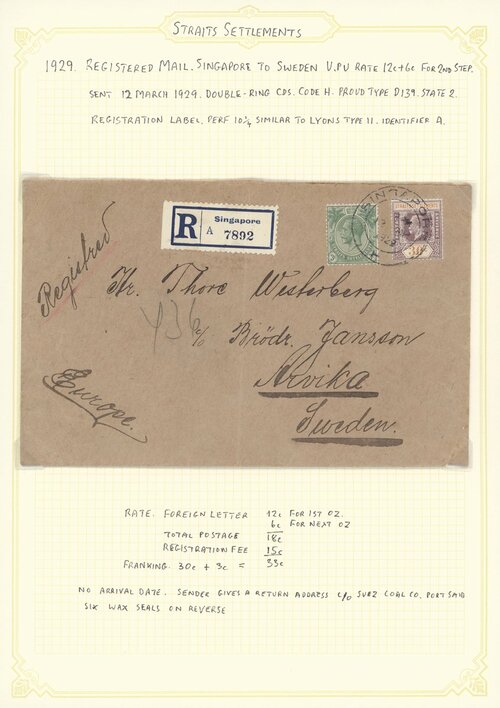 STRAITS SETTLEMENTS
1929. REGISTERED MAIL. SINGAPORE TO SWEDEN U.P.U RATE 12c+6c FOR 2ND STEP.
SENT 12 MARCH 1929. DOUBLE-RING CDS. CODE H. PROUD TYPE D139. STATE 2.
REGISTRATION LABEL. PERF 10¼ SIMILAR TO LYONS TYPE 11. IDENTIFIER A.
R Singapore
A 7892
SINGAPORE
Registred
Hr. Thore Westerberg
c/o Brödr. Jansson
Arvika
Sweden.
Europe.
RATE. FOREIGN LETTER 12c FOR 1ST OZ.
6c FOR NEXT OZ
TOTAL POSTAGE 18c
REGISTRATION FEE 15c
FRANKING. 30c + 3c = 33c
NO ARRIVAL DATE. SENDER GIVES A RETURN ADDRESS c/o SUEZ COAL CO. PORT SAID
SIX WAX SEALS ON REVERSE